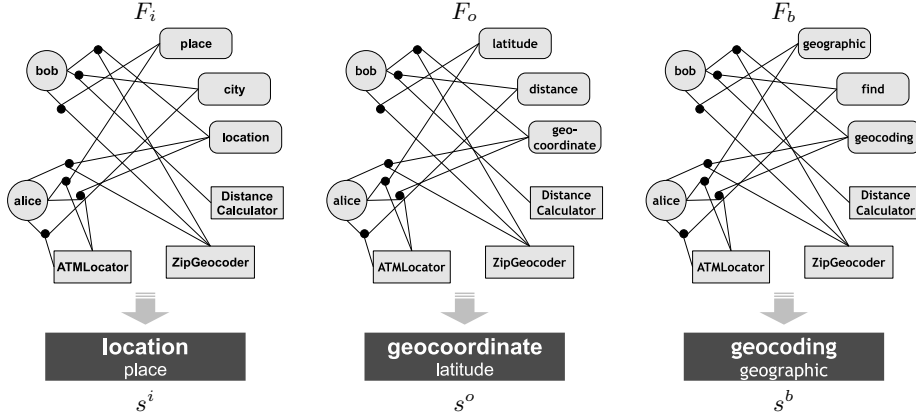 F_i
bob
place
city
location
alice
Distance
Calculator
ATMLocator
ZipGeocoder
location
place
s^i
F_o
bob
latitude
distance
geo-
coordinate
alice
Distance
Calculator
ATMLocator
ZipGeocoder
geocoordinate
latitude
s^o
F_b
bob
geographic
find
geocoding
alice
Distance
Calculator
ATMLocator
ZipGeocoder
geocoding
geographic
s^b